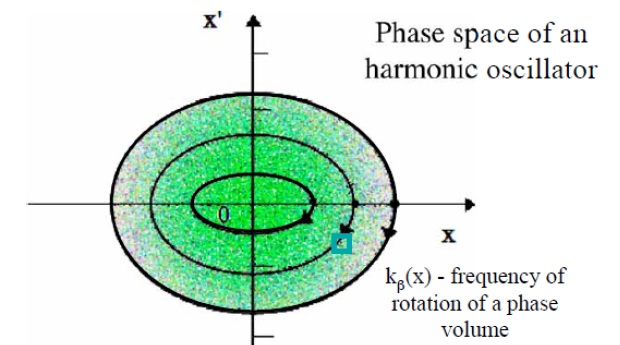 x'
Phase space of an
harmonic oscillator
0
x
kβ(x) - frequency of
rotation of a phase
volume